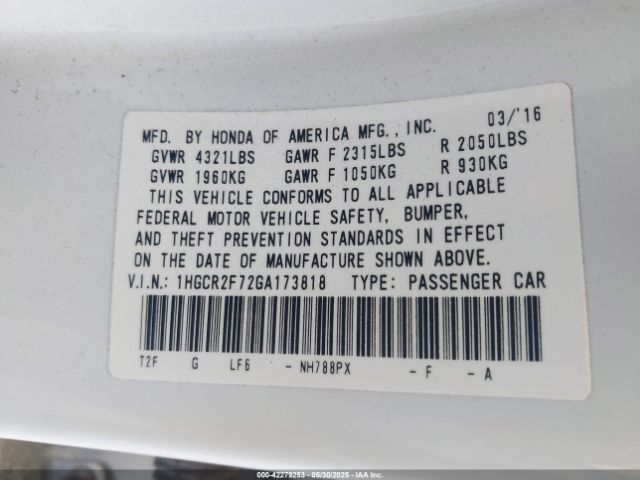 03/'16
MFD. BY HONDA OF AMERICA MFG., INC.
GVWR 4321LBS GAWR F 2315LBS R 2050LBS
GVWR 1960KG GAWR F 1050KG R 930KG
THIS VEHICLE CONFORMS TO ALL APPLICABLE
FEDERAL MOTOR VEHICLE SAFETY, BUMPER,
AND THEFT PREVENTION STANDARDS IN EFFECT
ON THE DATE OF MANUFACTURE SHOWN ABOVE.
V.I.N.: 1HGCR2F72GA173818 TYPE: PASSENGER CAR
T2F G LF6 - NH788PX - F - A
000-42279253 - 05/30/2025 - IAA, Inc.